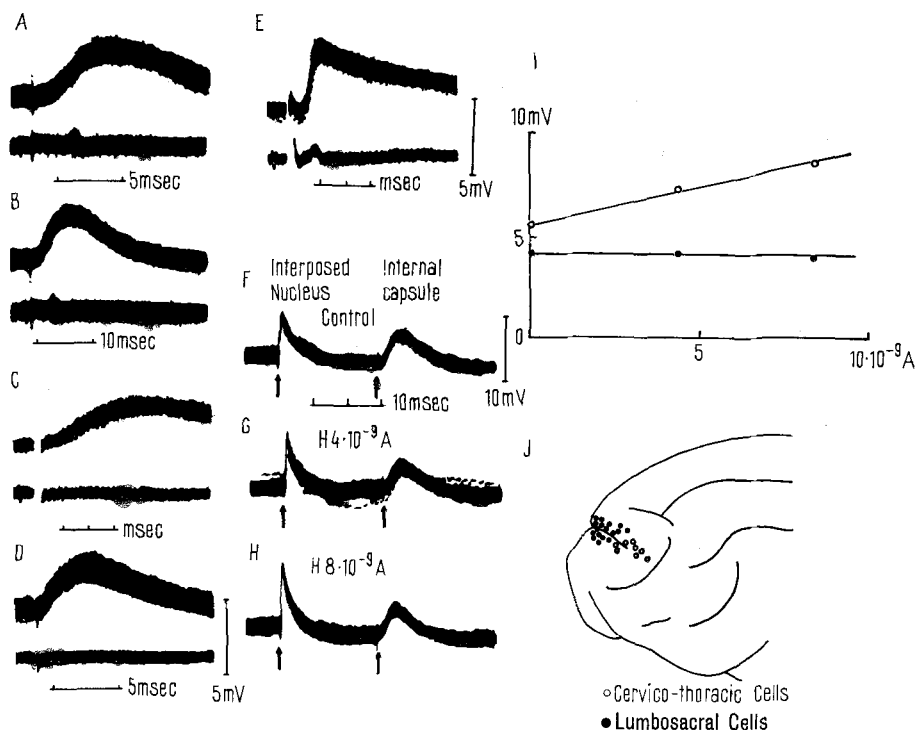 A
5msec
B
10msec
C
msec
D
5msec
5mV
E
msec
5mV
F
Interposed Nucleus
Control
Internal capsule
10msec
10mV
G
H 4·10⁻⁹A
H
H 8·10⁻⁹A
I
10mV
5
0
5
10·10⁻⁹A
J
Cervico-thoracic Cells
Lumbosacral Cells